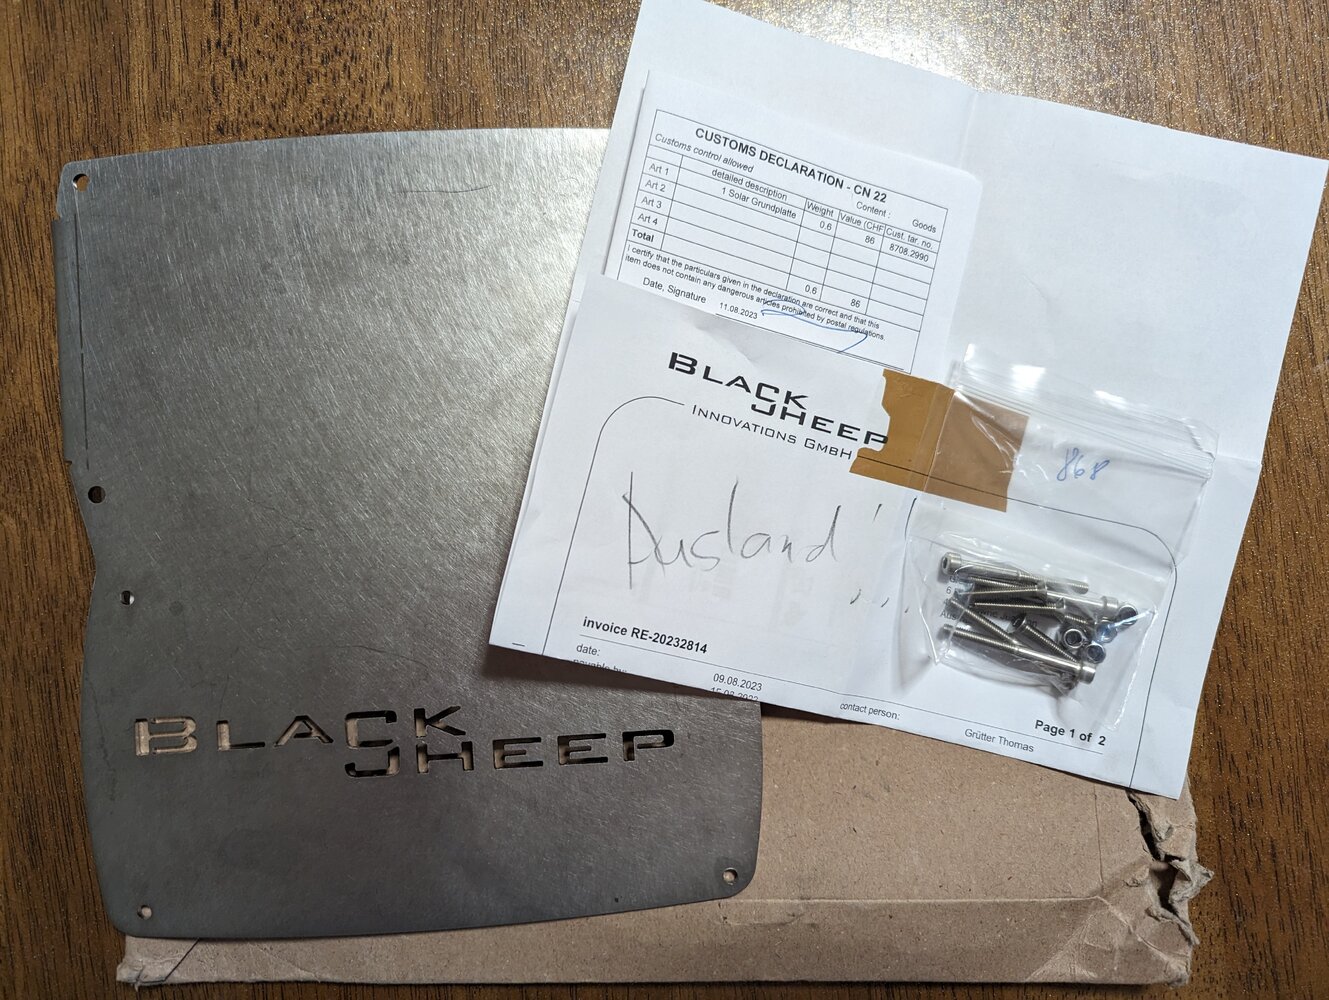 CUSTOMS DECLARATION - CN 22
Customs control allowed
Content : Goods
detailed description Weight Value (CHF Cust. tar. no.
Art 1 1 Solar Grundplatte 0.6 86 8708.2990
Art 2
Art 3
Art 4
Total 0.6 86
I certify that the particulars given in the declaration are correct and that this
item does not contain any dangerous articles prohibited by postal regulations.
Date, Signature 11.08.2023
BLACK
SHEEP
INNOVATIONS GMBH
868
Ausland!!!
invoice RE-20232814
date: 09.08.2023
payable by: 15.08.2023
contact person: Grütter Thomas
Page 1 of 2
BLACK
SHEEP